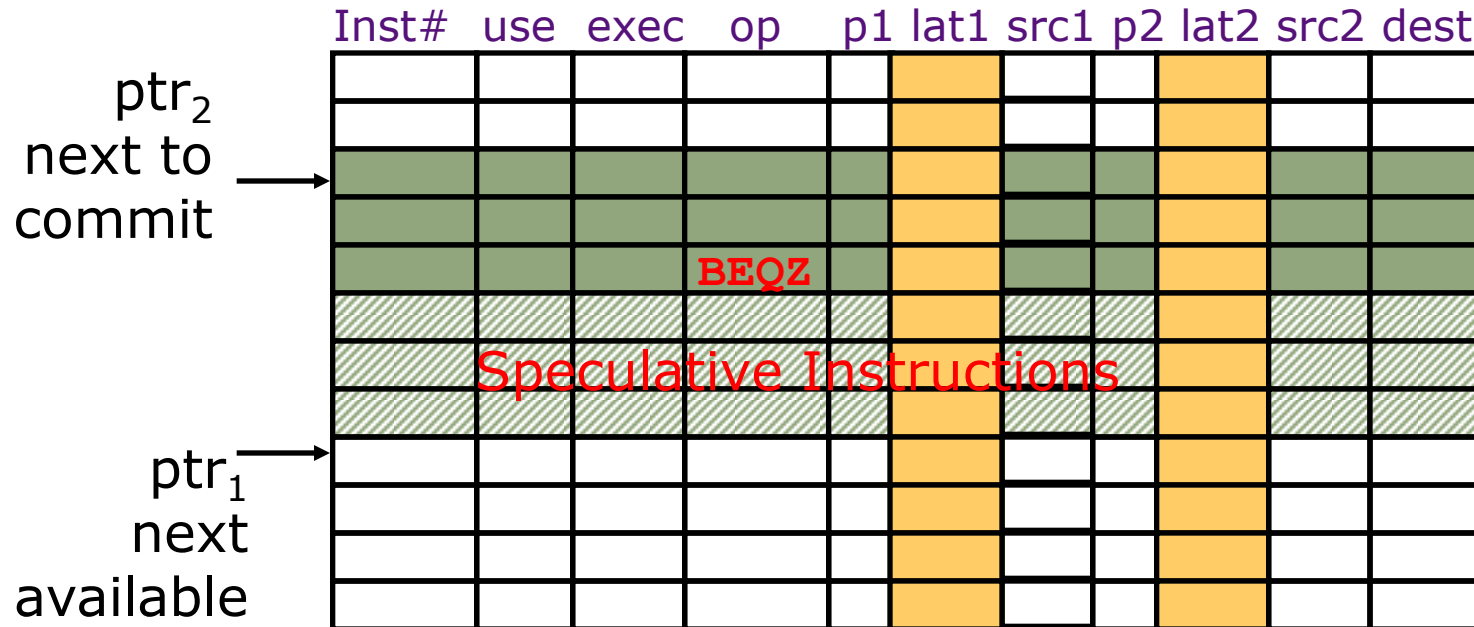 Inst# use exec op p1 lat1 src1 p2 lat2 src2 dest
ptr₂
next to
commit
BEQZ
Speculative Instructions
ptr₁
next
available